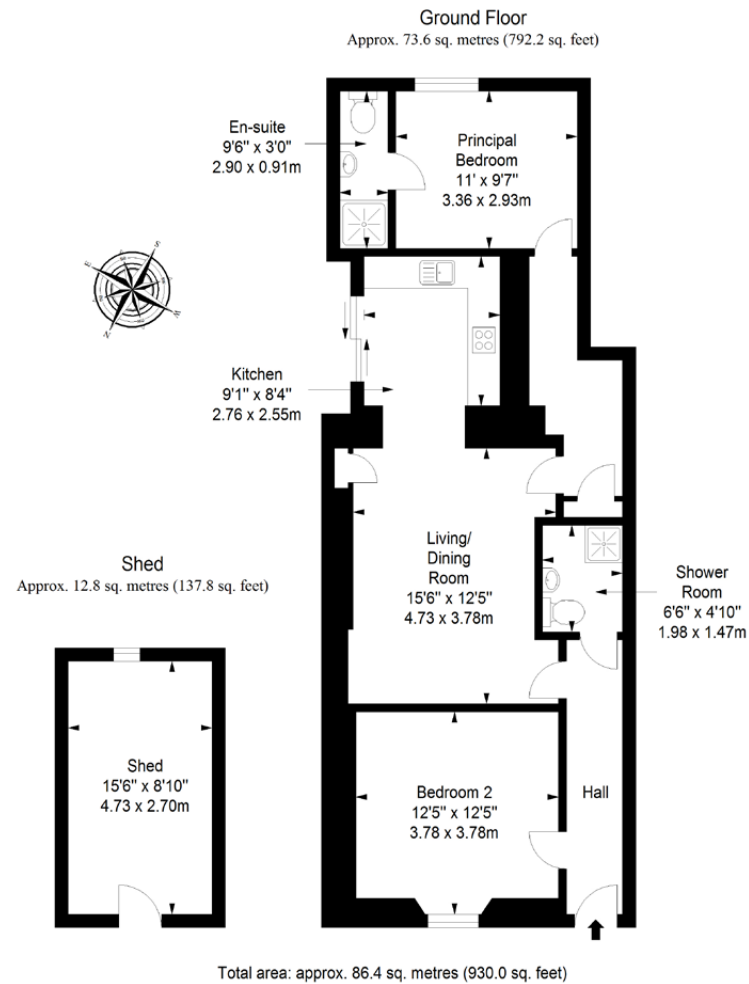 Ground Floor
Approx. 73.6 sq. metres (792.2 sq. feet)
En-suite
9'6" x 3'0"
2.90 x 0.91m
Principal
Bedroom
11' x 9'7"
3.36 x 2.93m
S
E
W
N
Kitchen
9'1" x 8'4"
2.76 x 2.55m
Living/
Dining
Room
15'6" x 12'5"
4.73 x 3.78m
Shed
Approx. 12.8 sq. metres (137.8 sq. feet)
Shower
Room
6'6" x 4'10"
1.98 x 1.47m
Shed
15'6" x 8'10"
4.73 x 2.70m
Bedroom 2
12'5" x 12'5"
3.78 x 3.78m
Hall
Total area: approx. 86.4 sq. metres (930.0 sq. feet)